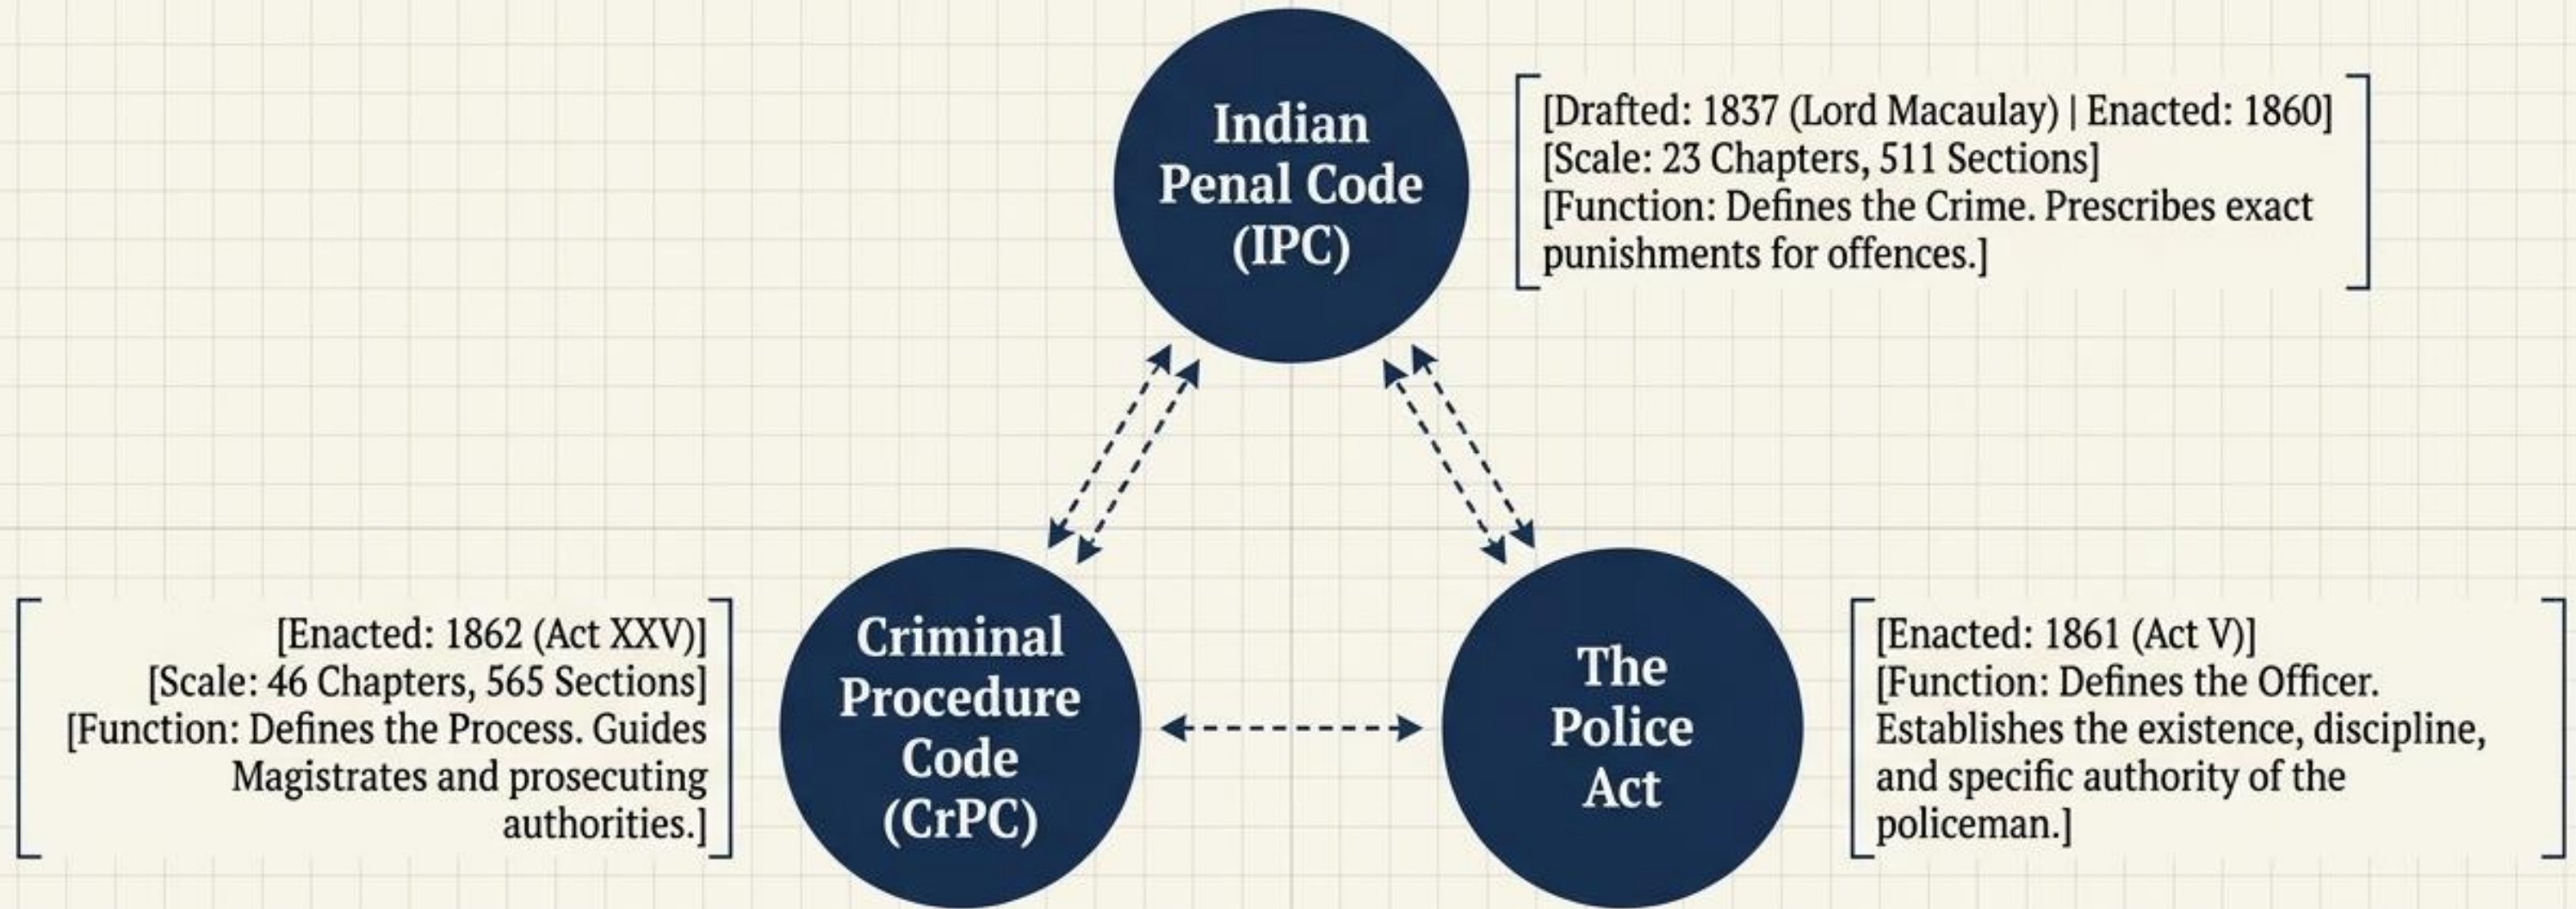 Indian
Penal Code
(IPC)
[Drafted: 1837 (Lord Macaulay) | Enacted: 1860]
[Scale: 23 Chapters, 511 Sections]
[Function: Defines the Crime. Prescribes exact
punishments for offences.]
[Enacted: 1862 (Act XXV)]
[Scale: 46 Chapters, 565 Sections]
[Function: Defines the Process. Guides
Magistrates and prosecuting
authorities.]
Criminal
Procedure
Code
(CrPC)
The
Police
Act
[Enacted: 1861 (Act V)]
[Function: Defines the Officer.
Establishes the existence, discipline,
and specific authority of the
policeman.]